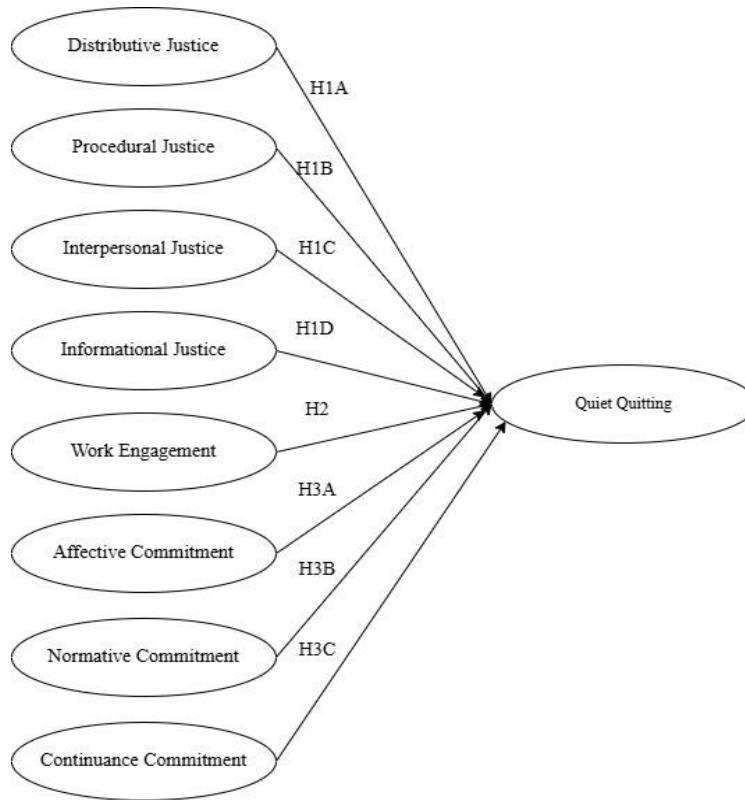 Distributive Justice
H1A
Procedural Justice
H1B
Interpersonal Justice
H1C
Informational Justice
H1D
Quiet Quitting
H2
Work Engagement
H3A
Affective Commitment
H3B
Normative Commitment
H3C
Continuance Commitment